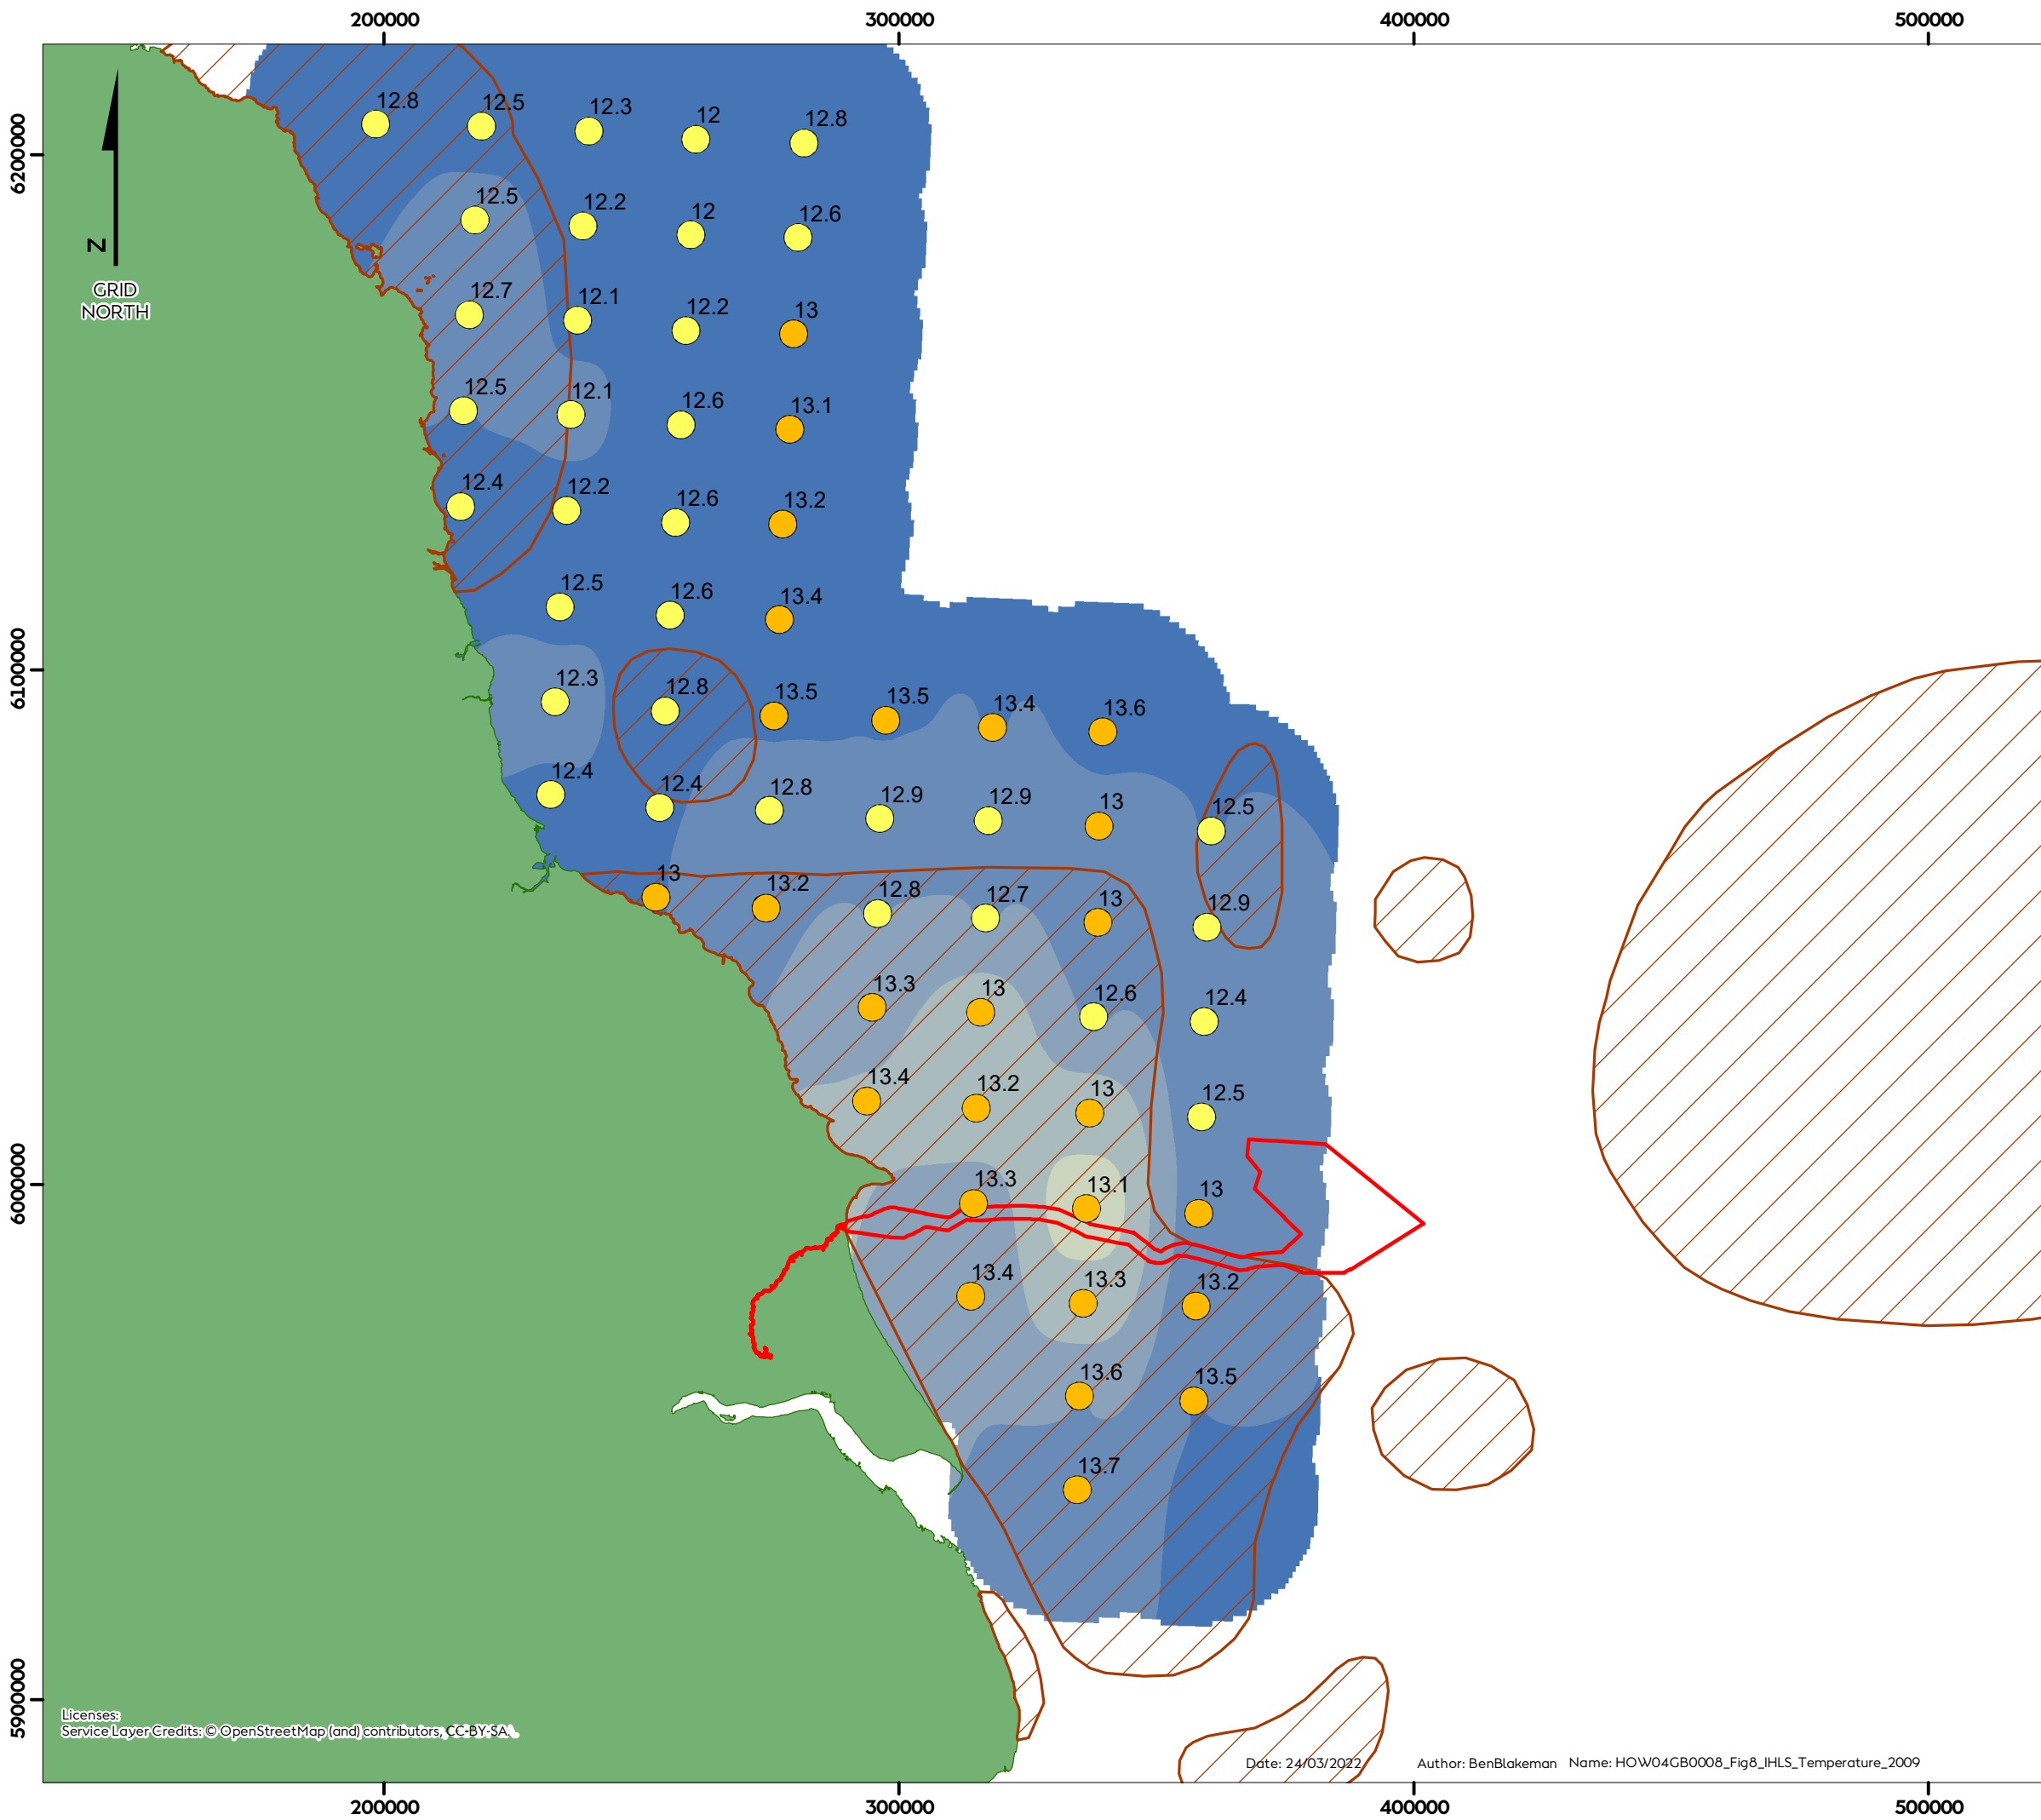 200000 300000 400000 500000
12.8 12.5 12.3 12 12.8
6200000
12.5 12.2 12 12.6
N
GRID
NORTH
12.7 12.1 12.2 13
12.5 12.1 12.6 13.1
12.4 12.2 12.6 13.2
12.5 12.6 13.4
6100000
12.3 12.8 13.5 13.5 13.4 13.6
12.4 12.4 12.8 12.9 12.9 13 12.5
13 13.2 12.8 12.7 13 12.9
13.3 13 12.6 12.4
13.4 13.2 13 12.5
6000000
13.3 13.1 13
13.4 13.3 13.2
13.6 13.5
13.7
5900000
Licenses:
Service Layer Credits: © OpenStreetMap (and) contributors, CC-BY-SA.
Date: 24/03/2022 Author: BenBlakeman Name: HOW04GB0008_Fig8_IHLS_Temperature_2009
200000 300000 400000 500000